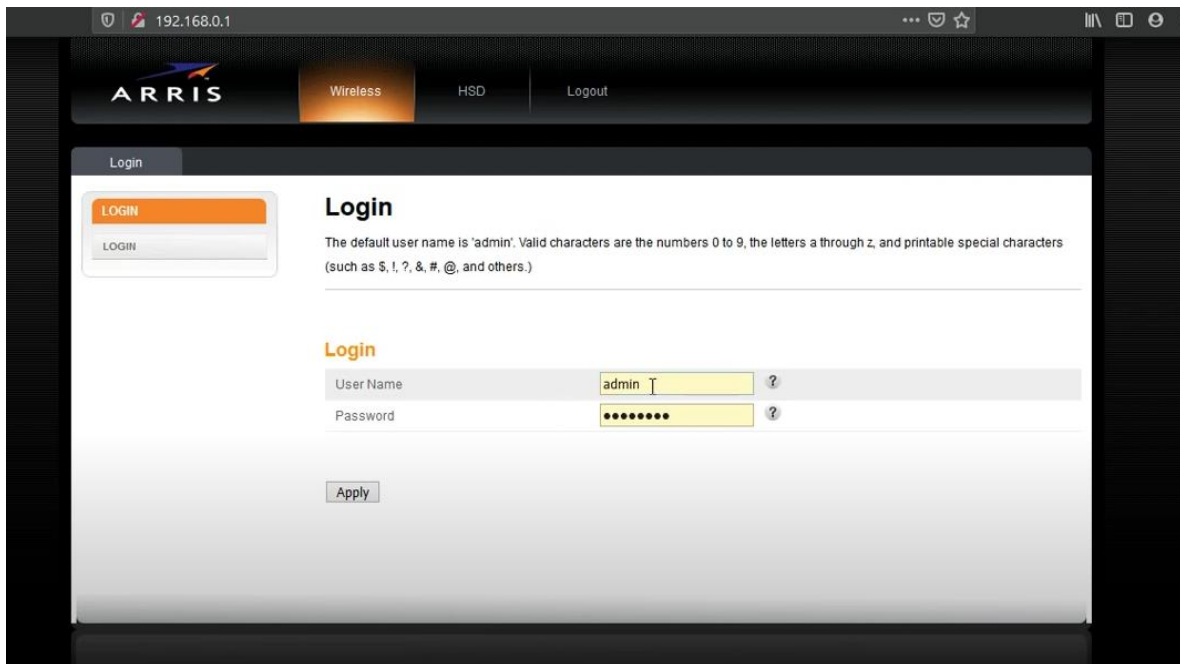 192.168.0.1
ARRIS
Wireless HSD Logout
Login
LOGIN
LOGIN
Login
The default user name is 'admin'. Valid characters are the numbers 0 to 9, the letters a through z, and printable special characters
(such as $, !, ?, &, #, @, and others.)
Login
User Name admin ?
Password ●●●●●●●● ?
Apply